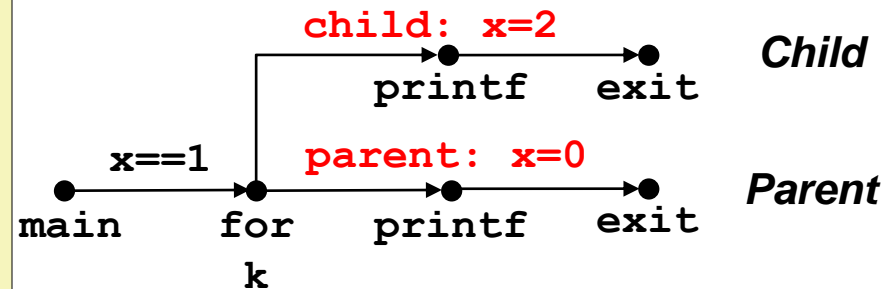 child: x=2
Child
printf exit
x==1 parent: x=0
Parent
main for printf exit
k